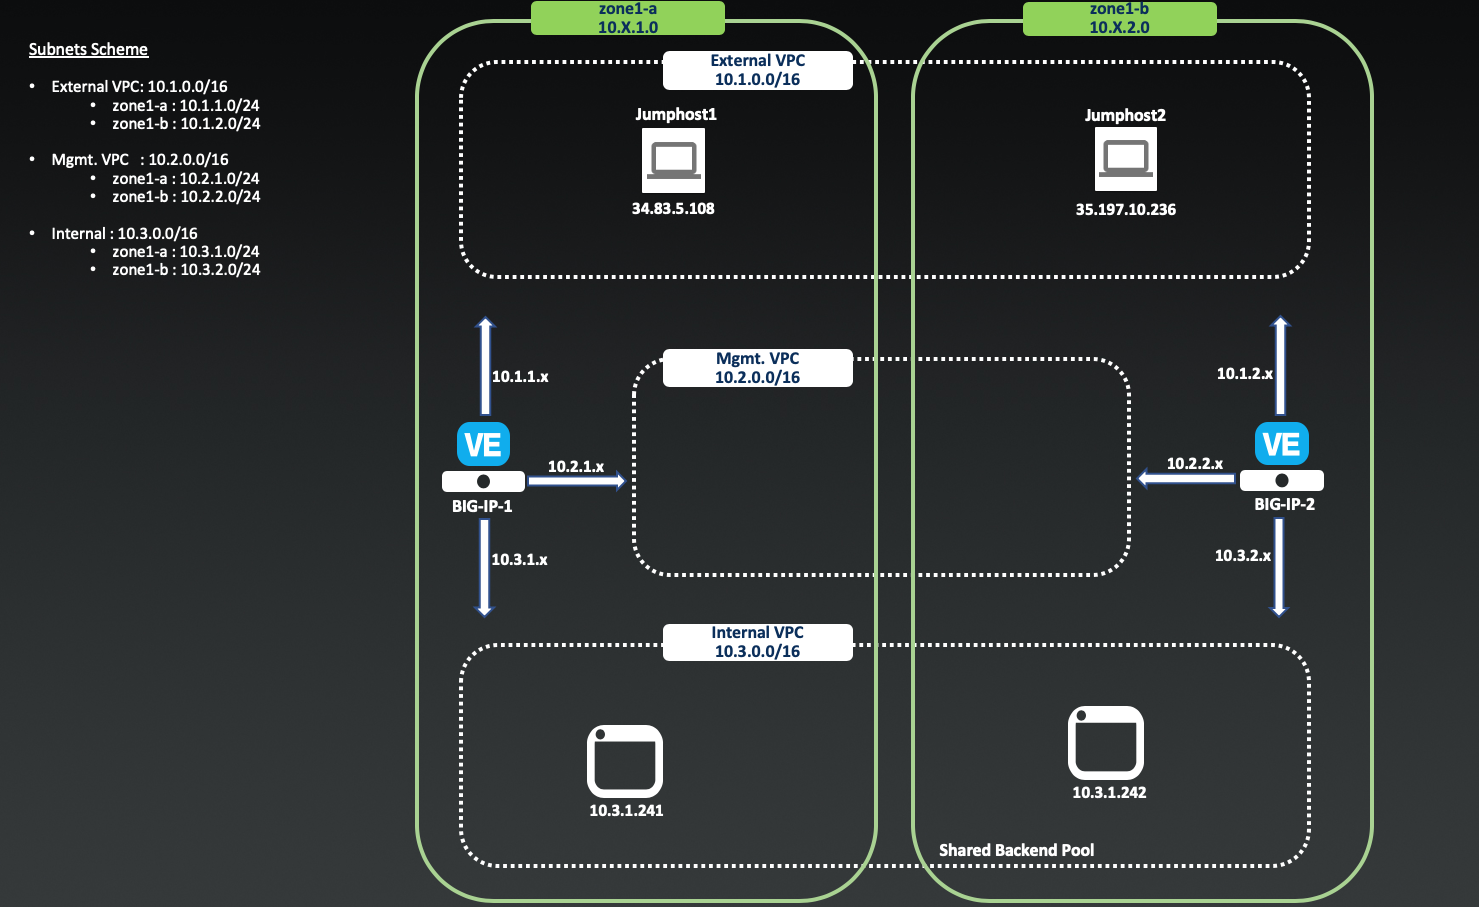 zone1-a
10.X.1.0
zone1-b
10.X.2.0
Subnets Scheme
• External VPC: 10.1.0.0/16
• zone1-a : 10.1.1.0/24
• zone1-b : 10.1.2.0/24
• Mgmt. VPC : 10.2.0.0/16
• zone1-a : 10.2.1.0/24
• zone1-b : 10.2.2.0/24
• Internal : 10.3.0.0/16
• zone1-a : 10.3.1.0/24
• zone1-b : 10.3.2.0/24
External VPC
10.1.0.0/16
Jumphost1
34.83.5.108
Jumphost2
35.197.10.236
10.1.1.x
10.1.2.x
Mgmt. VPC
10.2.0.0/16
VE
10.2.1.x
BIG-IP-1
10.3.1.x
VE
10.2.2.x
BIG-IP-2
10.3.2.x
Internal VPC
10.3.0.0/16
10.3.1.241
10.3.1.242
Shared Backend Pool